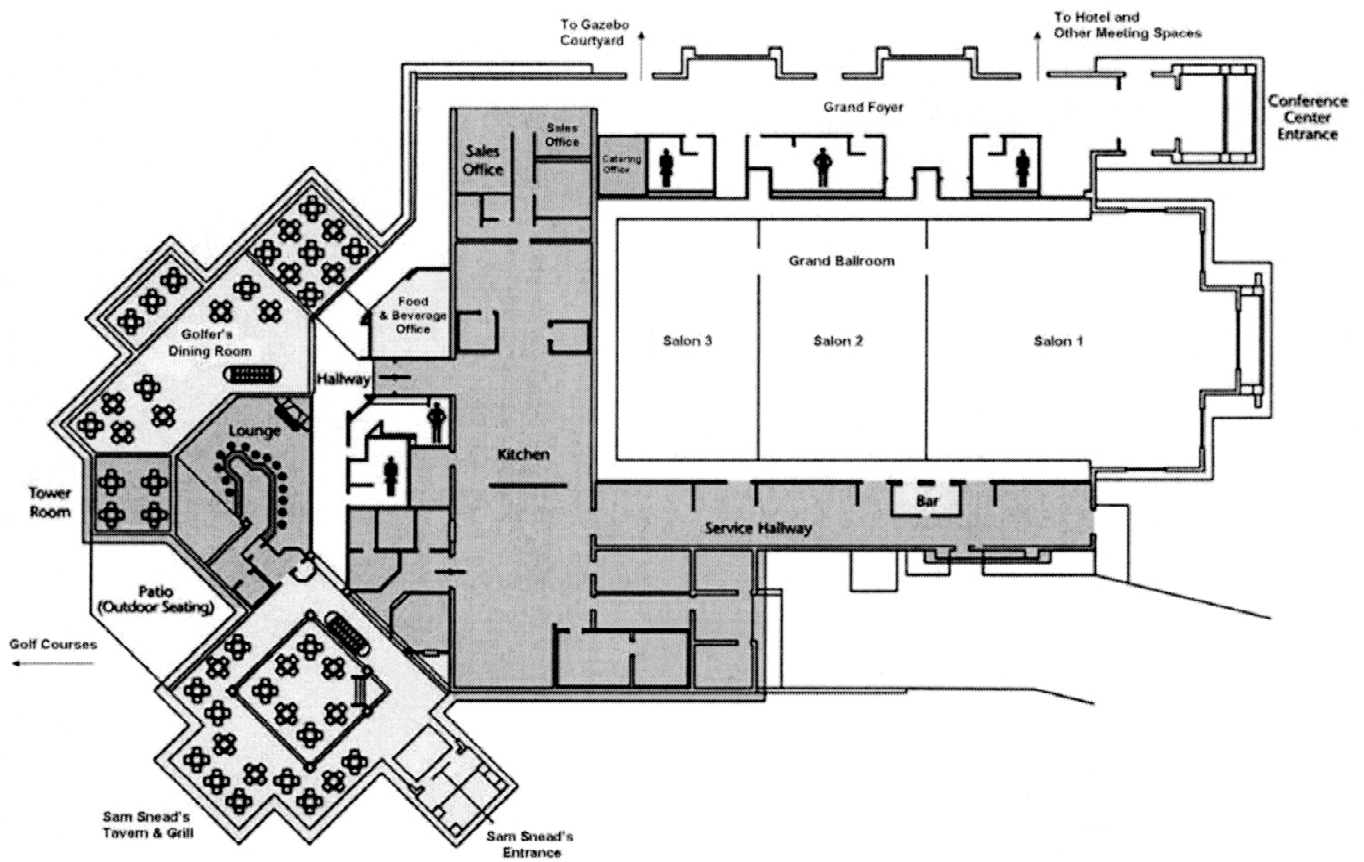 To Gazebo
Courtyard
To Hotel and
Other Meeting Spaces
Grand Foyer
Conference
Center
Entrance
Sales
Office
Sales
Office
Catering
Office
Grand Ballroom
Food
& Beverage
Office
Golfer's
Dining Room
Salon 3
Salon 2
Salon 1
Hallway
Lounge
Kitchen
Tower
Room
Bar
Service Hallway
Patio
(Outdoor Seating)
Golf Courses
Sam Snead's
Tavern & Grill
Sam Snead's
Entrance